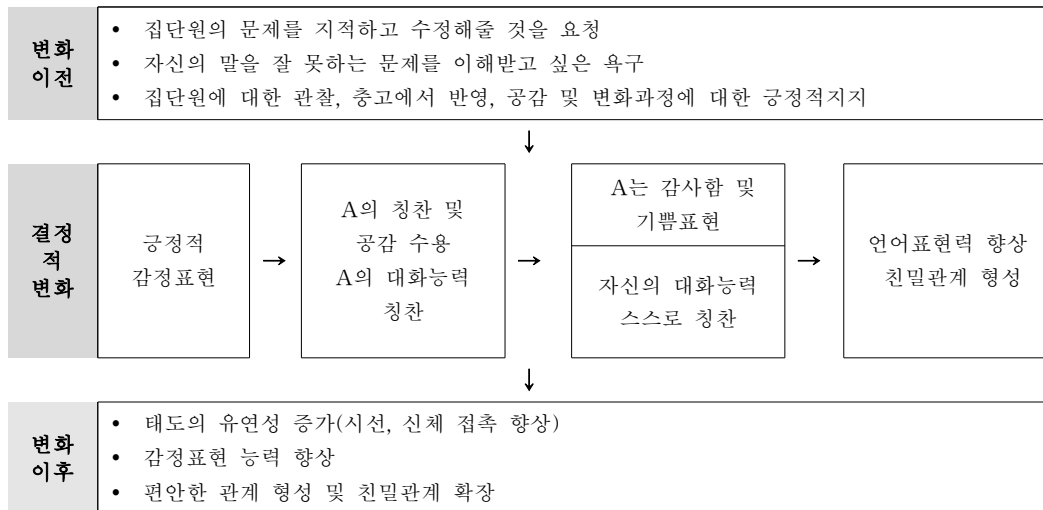 변화
이전
• 집단원의 문제를 지적하고 수정해줄 것을 요청
• 자신의 말을 잘 못하는 문제를 이해받고 싶은 욕구
• 집단원에 대한 관찰, 충고에서 반영, 공감 및 변화과정에 대한 긍정적지지
↓
결정
적
변화
긍정적
감정표현
→
A의 칭찬 및
공감 수용
A의 대화능력
칭찬
→
A는 감사함 및
기쁨표현
자신의 대화능력
스스로 칭찬
→
언어표현력 향상
친밀관계 형성
↓
변화
이후
• 태도의 유연성 증가(시선, 신체 접촉 향상)
• 감정표현 능력 향상
• 편안한 관계 형성 및 친밀관계 확장